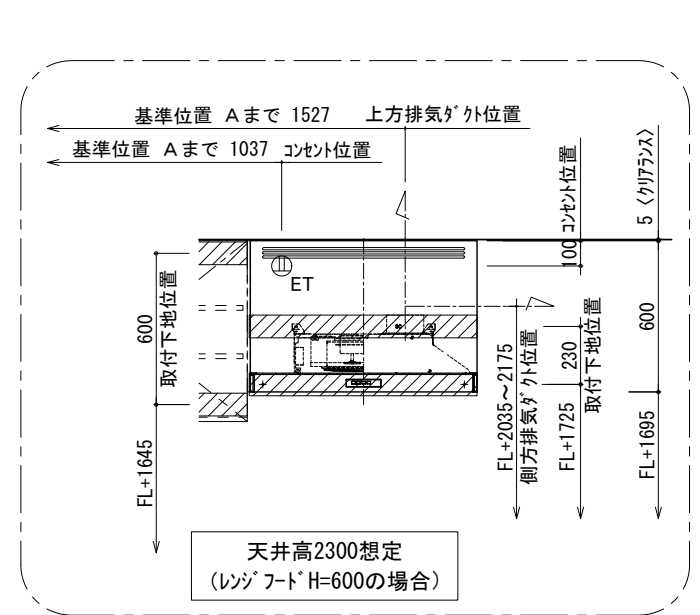 基準位置 Aまで 1527 上方排気ダクト位置
基準位置 Aまで 1037 コンセント位置
5 〈クリアランス〉
100 コンセント位置
ET
600
取付下地位置
FL+1645
FL+2035～2175
側方排気ダクト位置
230
FL+1725
取付下地位置
600
FL+1695
天井高2300想定
(レンジフードH=600の場合)